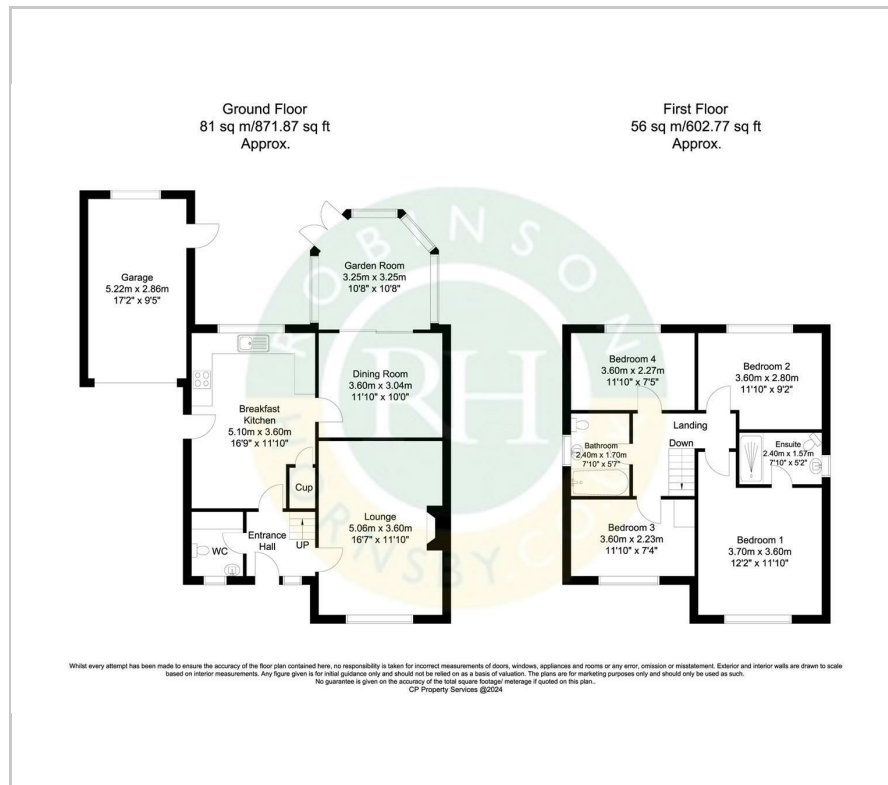 Ground Floor
81 sq m/871.87 sq ft
Approx.
First Floor
56 sq m/602.77 sq ft
Approx.
Garage
5.22m x 2.86m
17'2" x 9'5"
Garden Room
3.25m x 3.25m
10'8" x 10'8"
Dining Room
3.60m x 3.04m
11'10" x 10'0"
Breakfast
Kitchen
5.10m x 3.60m
16'9" x 11'10"
Cup
Lounge
5.06m x 3.60m
16'7" x 11'10"
WC
Entrance
Hall
UP
Bedroom 4
3.60m x 2.27m
11'10" x 7'5"
Bedroom 2
3.60m x 2.80m
11'10" x 9'2"
Landing
Down
Bathroom
2.40m x 1.70m
7'10" x 5'7"
Ensuite
2.40m x 1.57m
7'10" x 5'2"
Bedroom 3
3.60m x 2.23m
11'10" x 7'4"
Bedroom 1
3.70m x 3.60m
12'2" x 11'10"
ROBINSON
RH
HORNSBY CO
Whilst every attempt has been made to ensure the accuracy of the floor plan contained here, no responsibility is taken for incorrect measurements of doors, windows, appliances and rooms or any error, omission or misstatement. Exterior and interior walls are drawn to scale
based on interior measurements. Any figure given is for initial guidance only and should not be relied on as a basis of valuation. The plans are for marketing purposes only and should only be used as such.
No guarantee is given on the accuracy of the total square footage/ meterage if quoted on this plan..
CP Property Services @2024